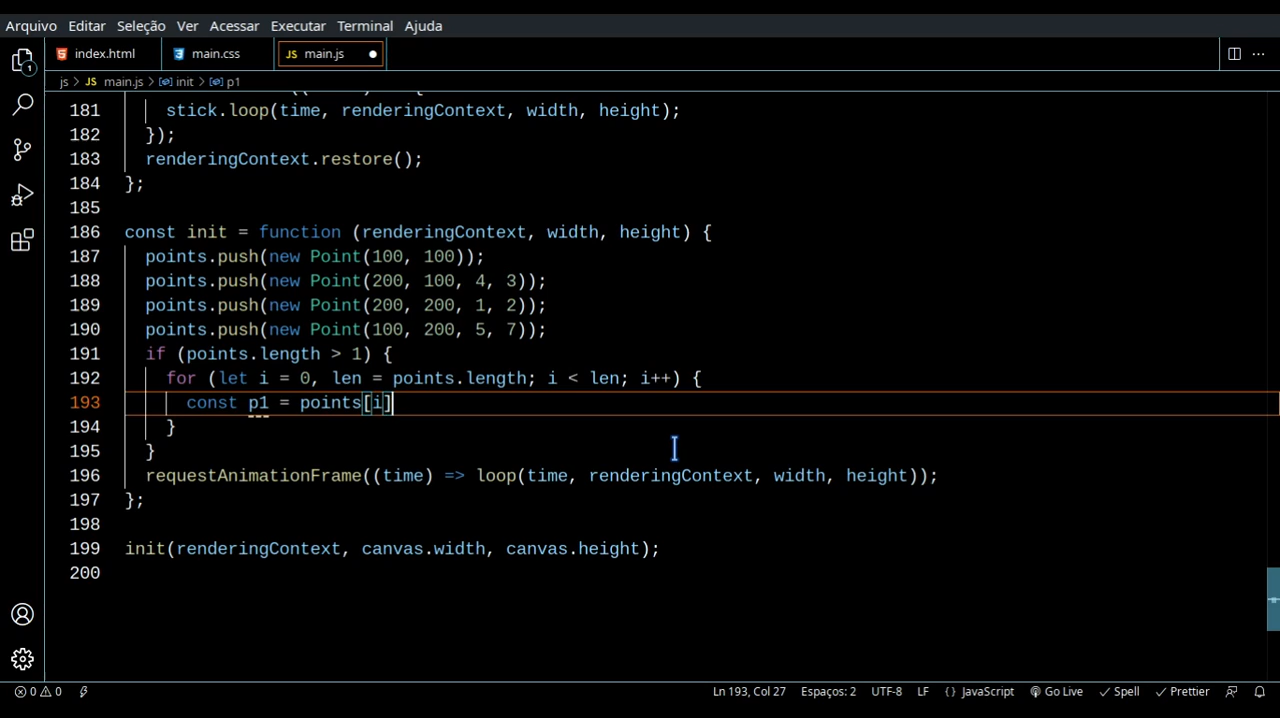 Arquivo Editar Seleção Ver Acessar Executar Terminal Ajuda
index.html main.css JS main.js
js > JS main.js > init > p1
181 stick.loop(time, renderingContext, width, height);
182 });
183 renderingContext.restore();
184 };
185
186 const init = function (renderingContext, width, height) {
187 points.push(new Point(100, 100));
188 points.push(new Point(200, 100, 4, 3));
189 points.push(new Point(200, 200, 1, 2));
190 points.push(new Point(100, 200, 5, 7));
191 if (points.length > 1) {
192 for (let i = 0, len = points.length; i < len; i++) {
193 const p1 = points[i]
194 }
195 }
196 requestAnimationFrame((time) => loop(time, renderingContext, width, height));
197 };
198
199 init(renderingContext, canvas.width, canvas.height);
200
1
0 0 Ln 193, Col 27 Espaços: 2 UTF-8 LF {} JavaScript Go Live Spell Prettier